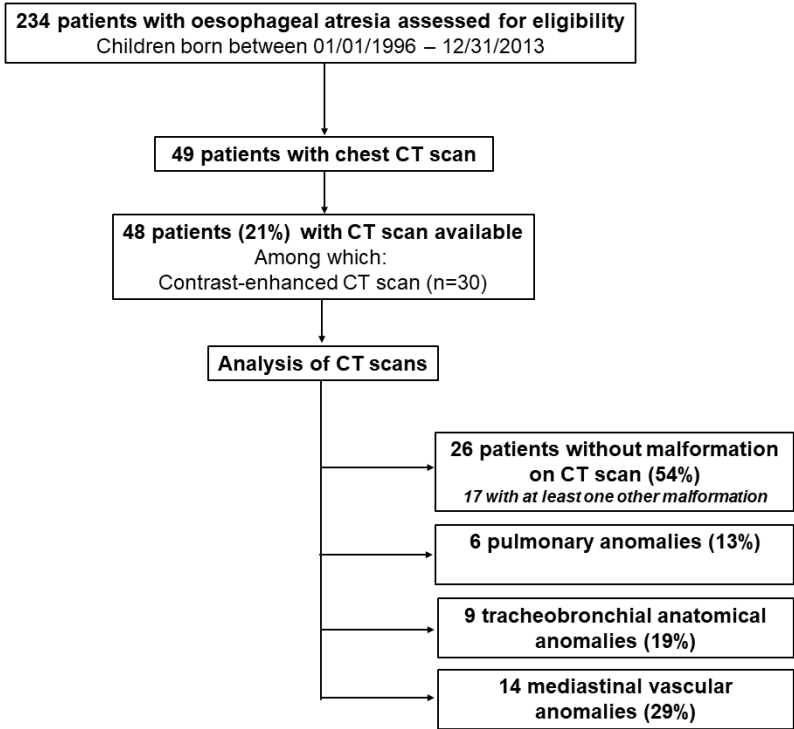 234 patients with oesophageal atresia assessed for eligibility
Children born between 01/01/1996 – 12/31/2013
49 patients with chest CT scan
48 patients (21%) with CT scan available
Among which:
Contrast-enhanced CT scan (n=30)
Analysis of CT scans
26 patients without malformation
on CT scan (54%)
17 with at least one other malformation
6 pulmonary anomalies (13%)
9 tracheobronchial anatomical
anomalies (19%)
14 mediastinal vascular
anomalies (29%)